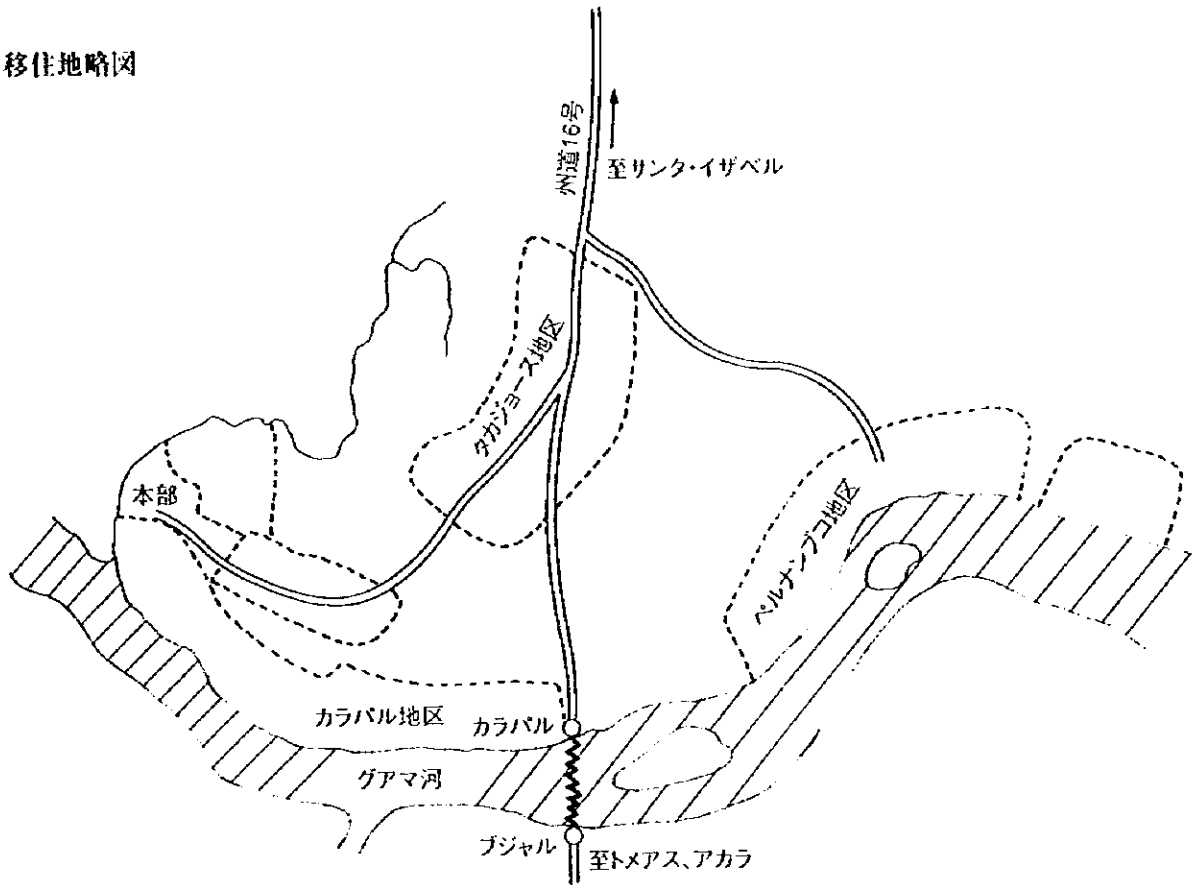 移住地略図
州道16号
至サンタ・イザベル
タカジョース地区
本部
ペルナンブコ地区
カラパル地区
カラパル
グアマ河
ブジャル
至トメアス、アカラ